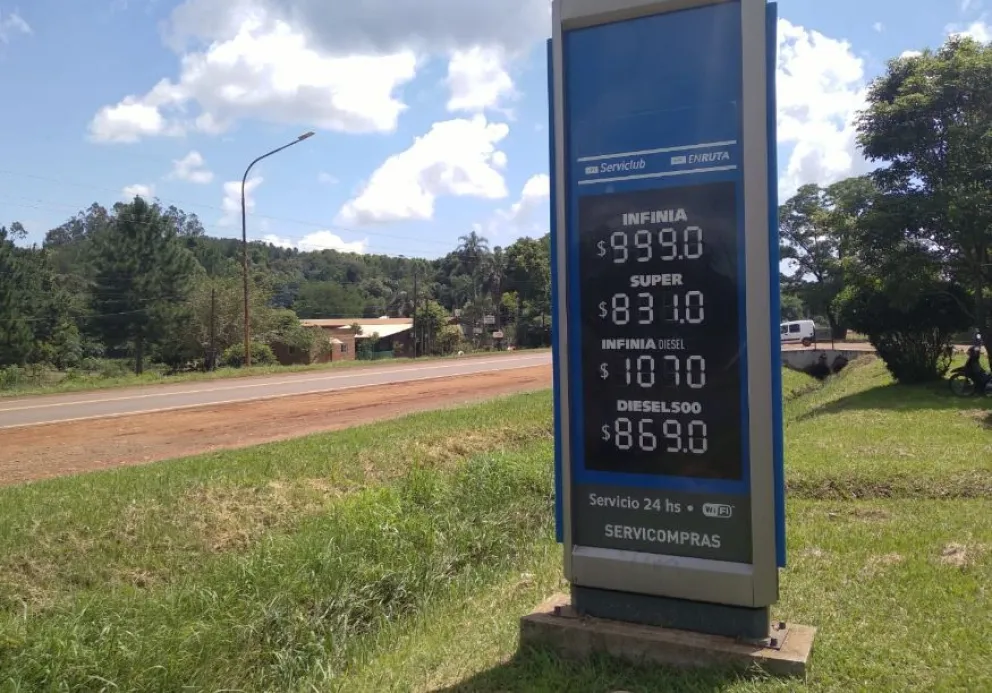 Serviclub ENRUTA
INFINIA
$999.0
SUPER
$831.0
INFINIA DIESEL
$1070
DIESEL500
$869.0
Servicio 24 hs • WiFi
SERVICOMPRAS